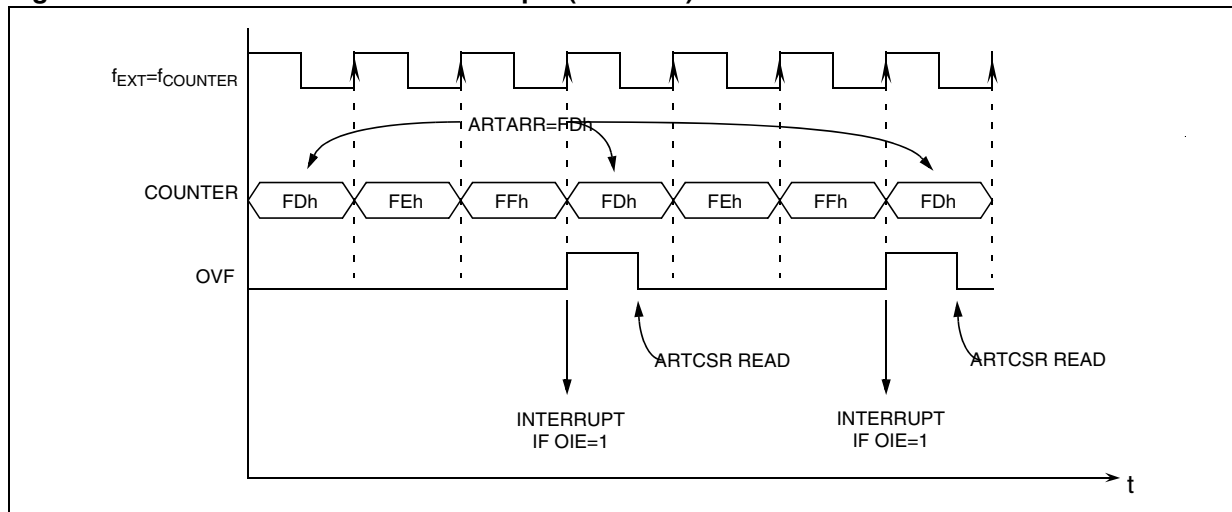 fEXT=fCOUNTER
ARTARR=FDh
COUNTER
FDh
FEh
FFh
FDh
FEh
FFh
FDh
OVF
ARTCSR READ
ARTCSR READ
INTERRUPT
IF OIE=1
INTERRUPT
IF OIE=1
t